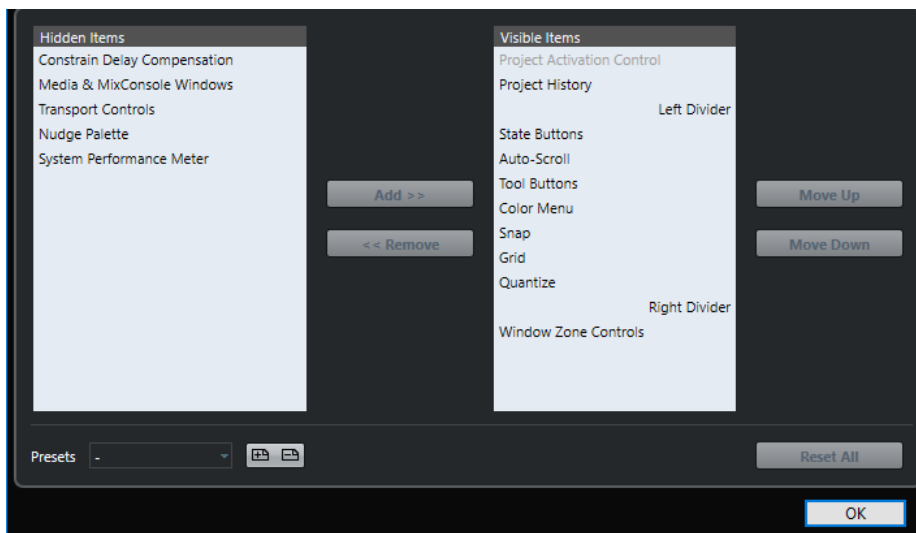 Hidden Items
Constrain Delay Compensation
Media & MixConsole Windows
Transport Controls
Nudge Palette
System Performance Meter
Add >>
<< Remove
Visible Items
Project Activation Control
Project History
Left Divider
State Buttons
Auto-Scroll
Tool Buttons
Color Menu
Snap
Grid
Quantize
Right Divider
Window Zone Controls
Move Up
Move Down
Presets -
Reset All
OK